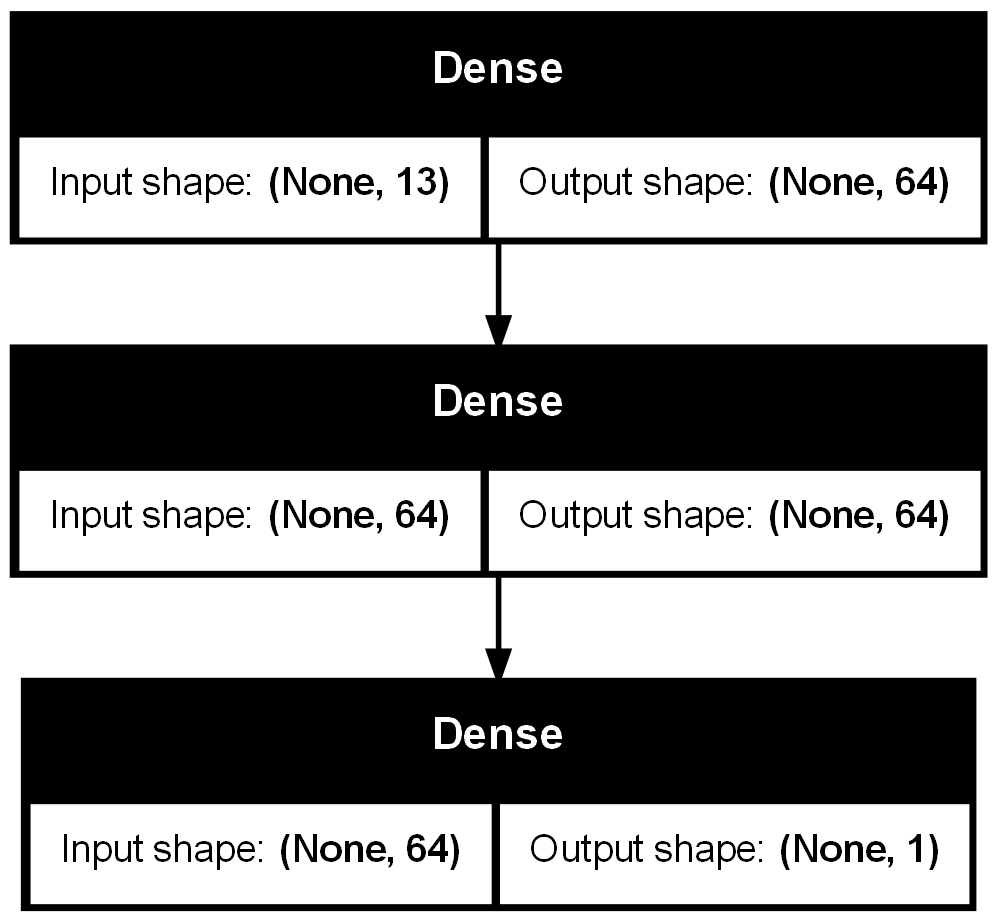 Dense
Input shape: (None, 13) Output shape: (None, 64)
Dense
Input shape: (None, 64) Output shape: (None, 64)
Dense
Input shape: (None, 64) Output shape: (None, 1)